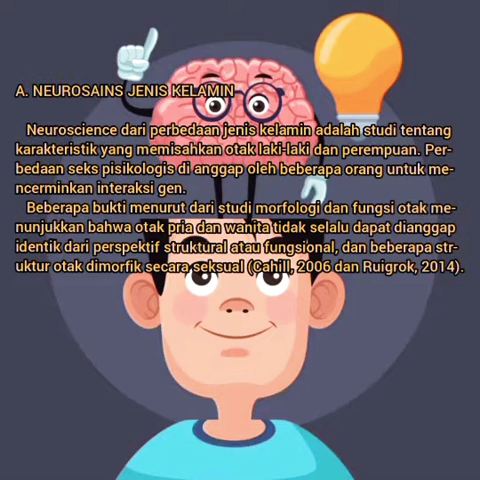 A. NEUROSAINS JENIS KELAMIN
Neuroscience dari perbedaan jenis kelamin adalah studi tentang
karakteristik yang memisahkan otak laki-laki dan perempuan. Per-
bedaan seks pisikologis di anggap oleh beberapa orang untuk me-
ncerminkan interaksi gen.
Beberapa bukti menurut dari studi morfologi dan fungsi otak me-
nunjukkan bahwa otak pria dan wanita tidak selalu dapat dianggap
identik dari perspektif struktural atau fungsional, dan beberapa str-
uktur otak dimorfik secara seksual (Cahill, 2006 dan Ruigrok, 2014).